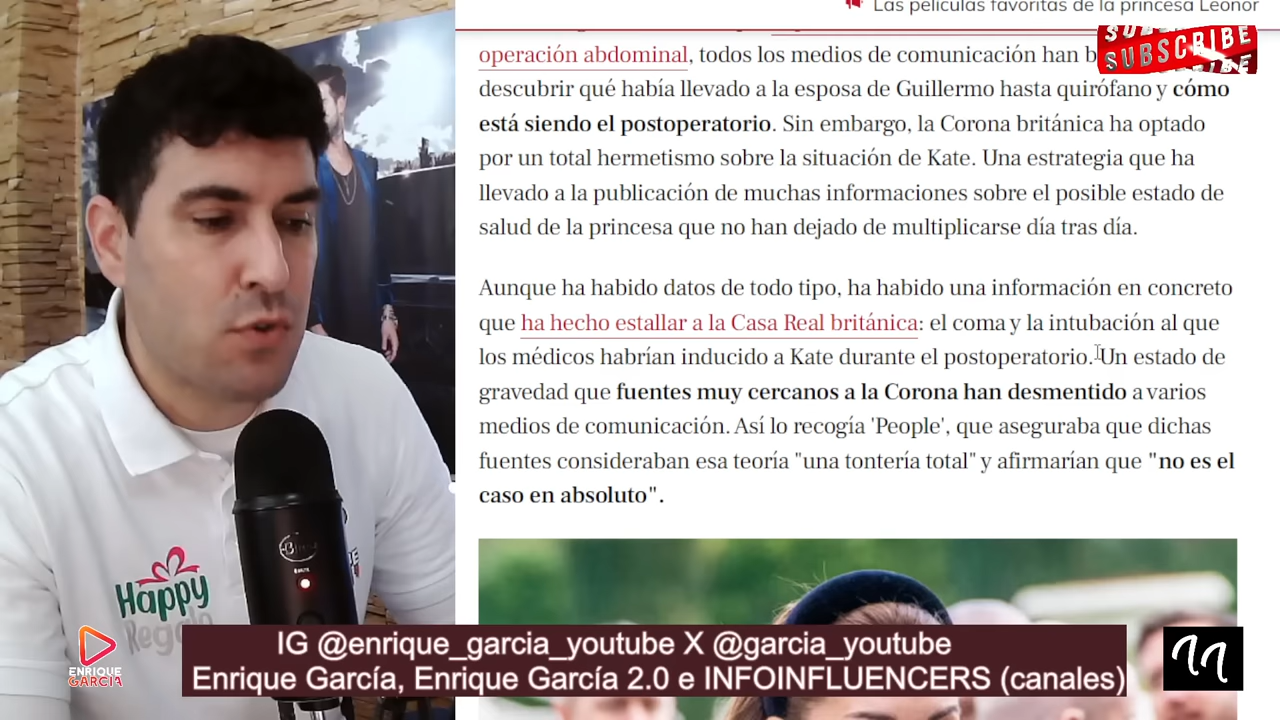 Las películas favoritas de la princesa Leonor
SUBSCRIBE
operación abdominal, todos los medios de comunicación han
descubrir qué había llevado a la esposa de Guillermo hasta quirófano y cómo
está siendo el postoperatorio. Sin embargo, la Corona británica ha optado
por un total hermetismo sobre la situación de Kate. Una estrategia que ha
llevado a la publicación de muchas informaciones sobre el posible estado de
salud de la princesa que no han dejado de multiplicarse día tras día.
Aunque ha habido datos de todo tipo, ha habido una información en concreto
que ha hecho estallar a la Casa Real británica: el coma y la intubación al que
los médicos habrían inducido a Kate durante el postoperatorio. Un estado de
gravedad que fuentes muy cercanos a la Corona han desmentido a varios
medios de comunicación. Así lo recogía 'People', que aseguraba que dichas
fuentes consideraban esa teoría "una tontería total" y afirmarían que "no es el
caso en absoluto".
Happy
Regalo
IG @enrique_garcia_youtube X @garcia_youtube
Enrique García, Enrique García 2.0 e INFOINFLUENCERS (canales)
ENRIQUE
GARCÍA